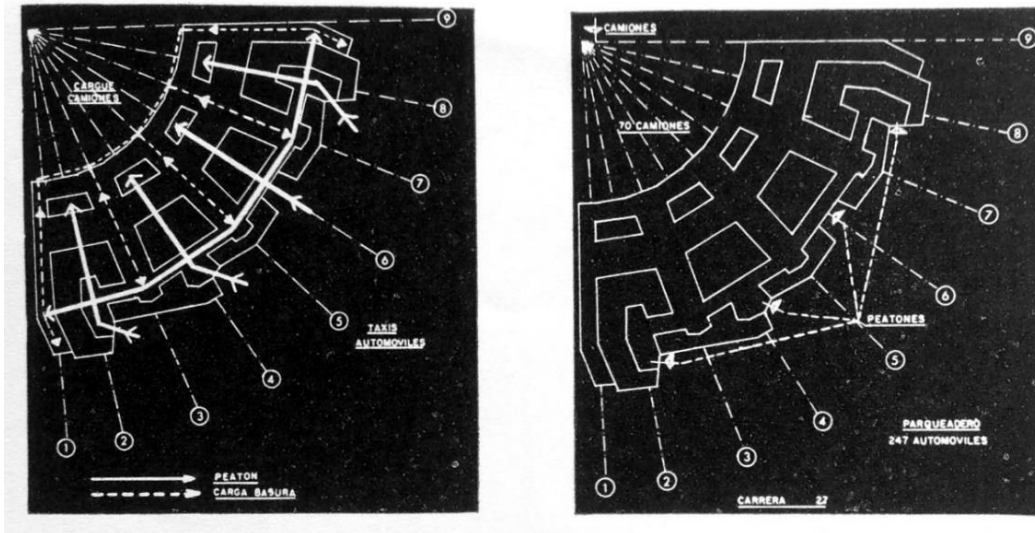 9
CARGUE
CAMIONES
8
7
6
5
TAXIS
AUTOMOVILES
4
3
2
1
PEATON
CARGA BASURA
CAMIONES
9
70 CAMIONES
8
7
6
PEATONES
5
4
PARQUEADERO
247 AUTOMOVILES
3
2
1
CARRERA 27